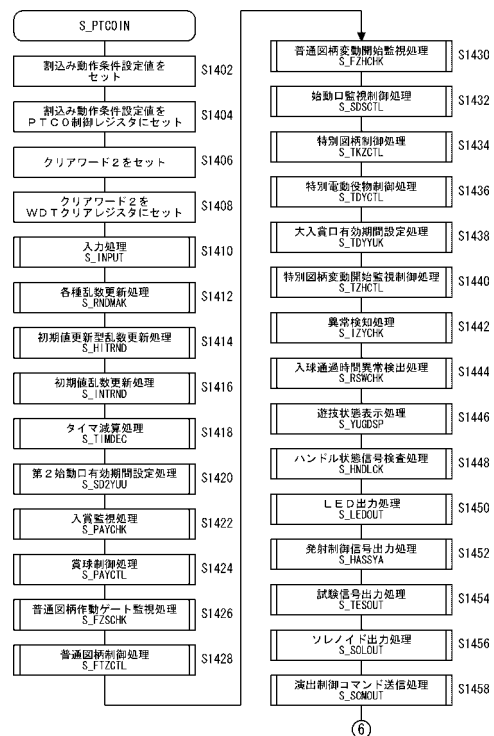 S_PTCOIN
割込み動作条件設定値を
セット
S1402
割込み動作条件設定値を
PTC0制御レジスタにセット
S1404
クリアワード2をセット
S1406
クリアワード2を
WDTクリアレジスタにセット
S1408
入力処理
S_INPUT
S1410
各種乱数更新処理
S_RNDMAK
S1412
初期値更新型乱数更新処理
S_HITRND
S1414
初期値乱数更新処理
S_INTRND
S1416
タイマ減算処理
S_TIMDEC
S1418
第2始動口有効期間設定処理
S_SD2YUU
S1420
入賞監視処理
S_PAYCHK
S1422
賞球制御処理
S_PAYCTL
S1424
普通図柄作動ゲート監視処理
S_FZSCHK
S1426
普通図柄制御処理
S_FTZCTL
S1428
普通図柄変動開始監視処理
S_FZHCHK
S1430
始動口監視制御処理
S_SDSCTL
S1432
特別図柄制御処理
S_TKZCTL
S1434
特別電動役物制御処理
S_TDYCTL
S1436
大入賞口有効期間設定処理
S_TDYYUK
S1438
特別図柄変動開始監視制御処理
S_TZHCTL
S1440
異常検知処理
S_IZYCHK
S1442
入球通過時間異常検出処理
S_RSWCHK
S1444
遊技状態表示処理
S_YUGDSP
S1446
ハンドル状態信号検査処理
S_HNDLCK
S1448
LED出力処理
S_LEDOUT
S1450
発射制御信号出力処理
S_HASSYA
S1452
試験信号出力処理
S_TESOUT
S1454
ソレノイド出力処理
S_SOLOUT
S1456
演出制御コマンド送信処理
S_SCMOUT
S1458
6